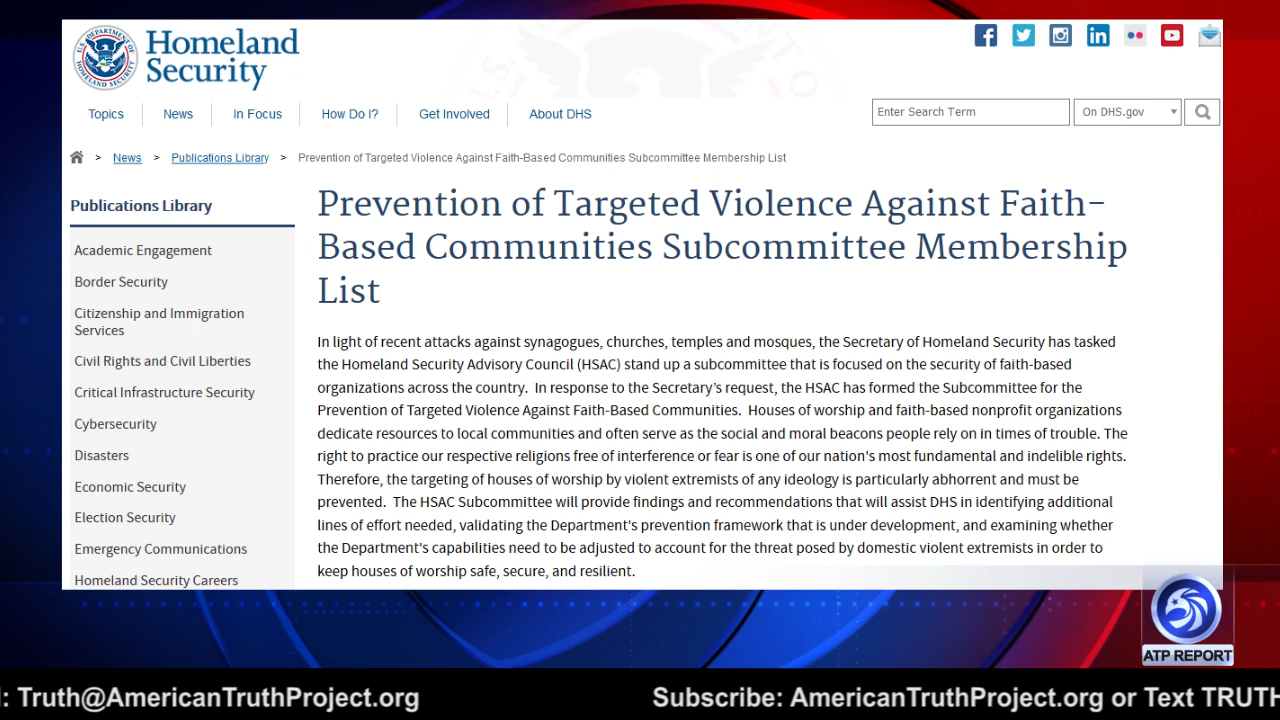 Homeland
Security
Topics
News
In Focus
How Do I?
Get Involved
About DHS
Enter Search Term
On DHS.gov
> News > Publications Library > Prevention of Targeted Violence Against Faith-Based Communities Subcommittee Membership List
Publications Library
Academic Engagement
Border Security
Citizenship and Immigration
Services
Civil Rights and Civil Liberties
Critical Infrastructure Security
Cybersecurity
Disasters
Economic Security
Election Security
Emergency Communications
Homeland Security Careers
Prevention of Targeted Violence Against Faith-
Based Communities Subcommittee Membership
List
In light of recent attacks against synagogues, churches, temples and mosques, the Secretary of Homeland Security has tasked
the Homeland Security Advisory Council (HSAC) stand up a subcommittee that is focused on the security of faith-based
organizations across the country.  In response to the Secretary's request, the HSAC has formed the Subcommittee for the
Prevention of Targeted Violence Against Faith-Based Communities.  Houses of worship and faith-based nonprofit organizations
dedicate resources to local communities and often serve as the social and moral beacons people rely on in times of trouble. The
right to practice our respective religions free of interference or fear is one of our nation's most fundamental and indelible rights.
Therefore, the targeting of houses of worship by violent extremists of any ideology is particularly abhorrent and must be
prevented.  The HSAC Subcommittee will provide findings and recommendations that will assist DHS in identifying additional
lines of effort needed, validating the Department's prevention framework that is under development, and examining whether
the Department's capabilities need to be adjusted to account for the threat posed by domestic violent extremists in order to
keep houses of worship safe, secure, and resilient.
ATP REPORT
: Truth@AmericanTruthProject.org
Subscribe: AmericanTruthProject.org or Text TRUTH